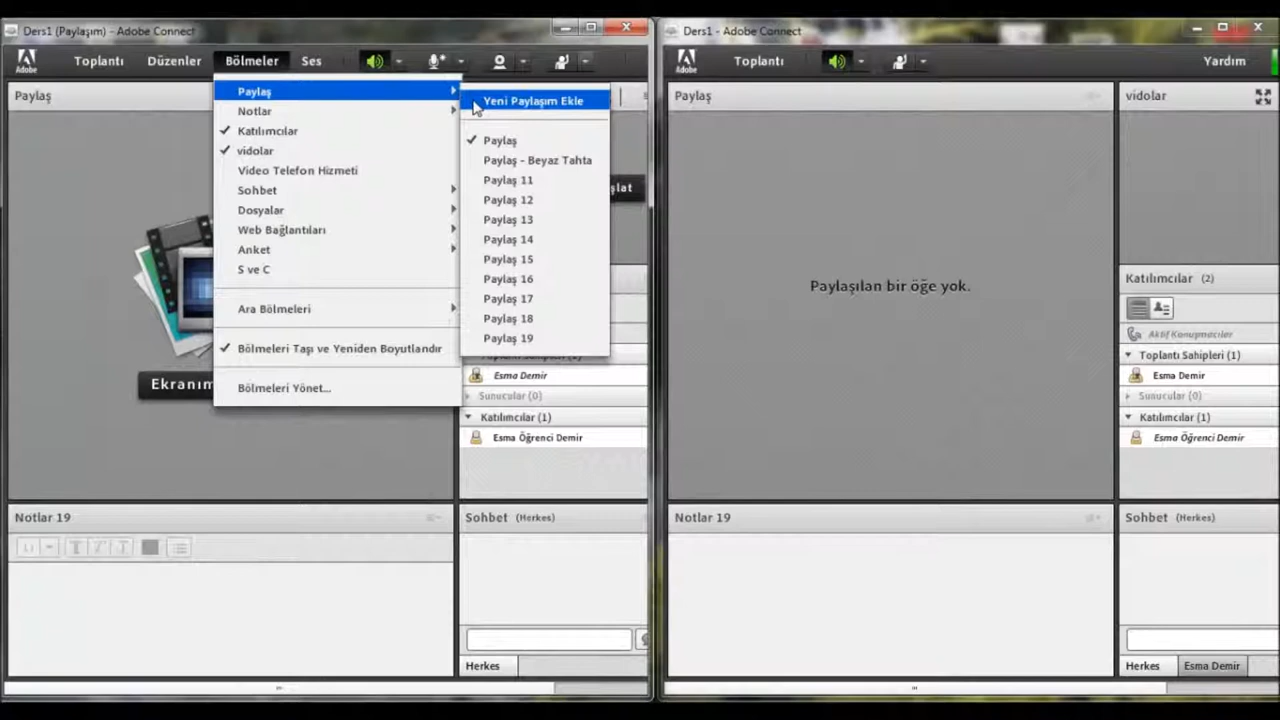 Ders1 (Paylaşım) - Adobe Connect
Adobe
Toplantı
Düzenler
Bölmeler
Ses
Paylaş
Paylaş
Notlar
Katılımcılar
vidolar
Video Telefon Hizmeti
Sohbet
Dosyalar
Web Bağlantıları
Anket
S ve C
Ara Bölmeleri
Bölmeleri Taşı ve Yeniden Boyutlandır
Bölmeleri Yönet...
Yeni Paylaşım Ekle
Paylaş
Paylaş - Beyaz Tahta
Paylaş 11
Paylaş 12
Paylaş 13
Paylaş 14
Paylaş 15
Paylaş 16
Paylaş 17
Paylaş 18
Paylaş 19
Ekranım
Esma Demir
Sunucular (0)
Katılımcılar (1)
Esma Öğrenci Demir
Notlar 19
Sohbet (Herkes)
Herkes
Ders1 - Adobe Connect
Adobe
Toplantı
Yardım
Paylaş
Paylaşılan bir öğe yok.
vidolar
Katılımcılar (2)
Aktif Konuşmacılar
Toplantı Sahipleri (1)
Esma Demir
Sunucular (0)
Katılımcılar (1)
Esma Öğrenci Demir
Notlar 19
Sohbet (Herkes)
Herkes
Esma Demir